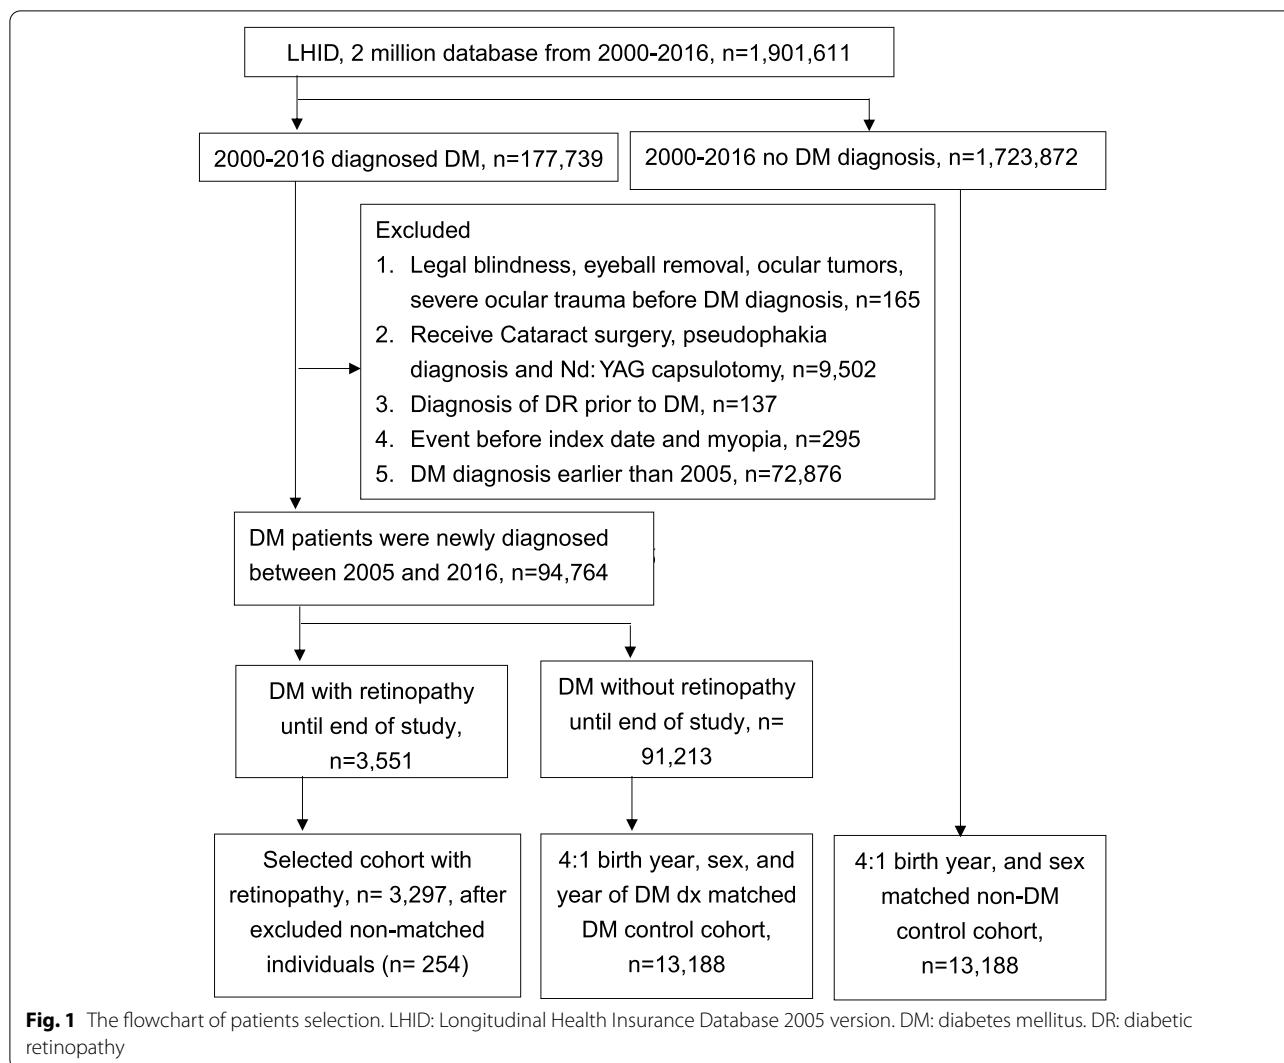 LHID, 2 million database from 2000-2016, n=1,901,611
2000-2016 diagnosed DM, n=177,739
2000-2016 no DM diagnosis, n=1,723,872
Excluded
1. Legal blindness, eyeball removal, ocular tumors,
severe ocular trauma before DM diagnosis, n=165
2. Receive Cataract surgery, pseudophakia
diagnosis and Nd: YAG capsulotomy, n=9,502
3. Diagnosis of DR prior to DM, n=137
4. Event before index date and myopia, n=295
5. DM diagnosis earlier than 2005, n=72,876
DM patients were newly diagnosed
between 2005 and 2016, n=94,764
DM with retinopathy
until end of study,
n=3,551
DM without retinopathy
until end of study, n=
91,213
Selected cohort with
retinopathy, n= 3,297, after
excluded non-matched
individuals (n= 254)
4:1 birth year, sex, and
year of DM dx matched
DM control cohort,
n=13,188
4:1 birth year, and sex
matched non-DM
control cohort,
n=13,188
Fig. 1 The flowchart of patients selection. LHID: Longitudinal Health Insurance Database 2005 version. DM: diabetes mellitus. DR: diabetic
retinopathy